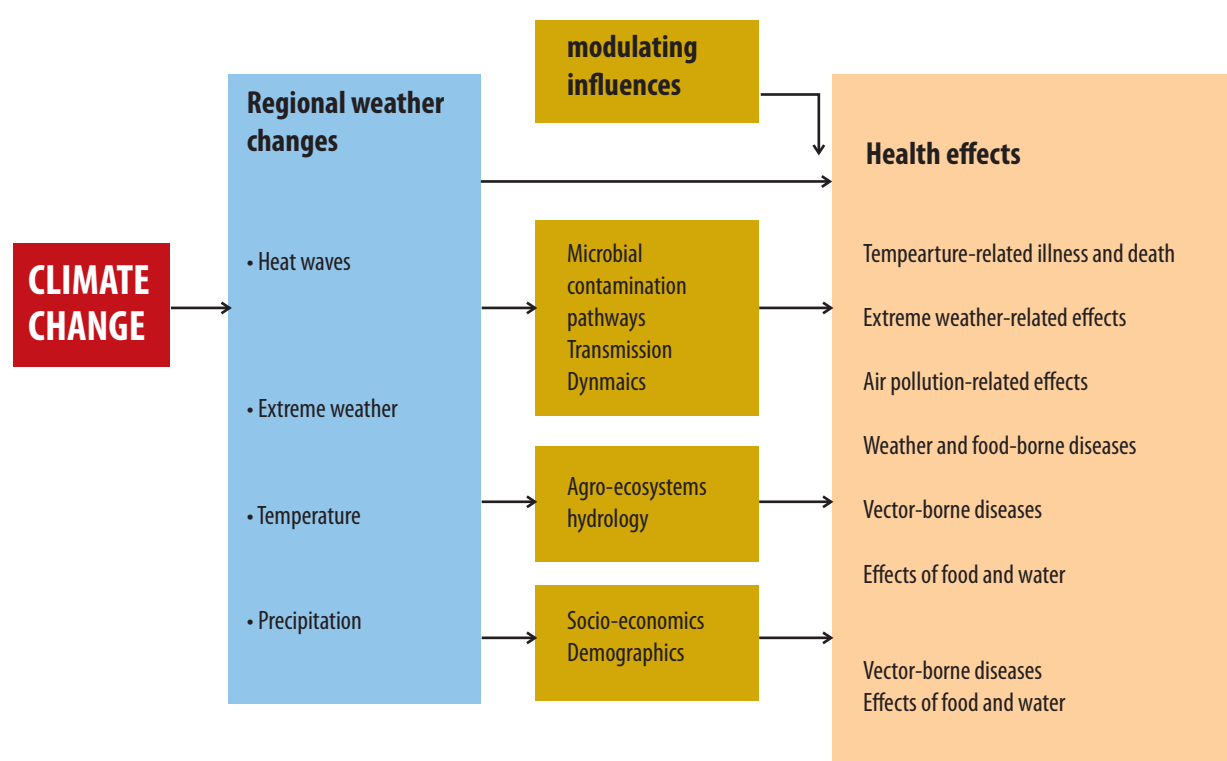 CLIMATE
CHANGE
Regional weather
changes
• Heat waves
• Extreme weather
• Temperature
• Precipitation
modulating
influences
Microbial
contamination
pathways
Transmission
Dynmaics
Agro-ecosystems
hydrology
Socio-economics
Demographics
Health effects
Tempearture-related illness and death
Extreme weather-related effects
Air pollution-related effects
Weather and food-borne diseases
Vector-borne diseases
Effects of food and water
Vector-borne diseases
Effects of food and water